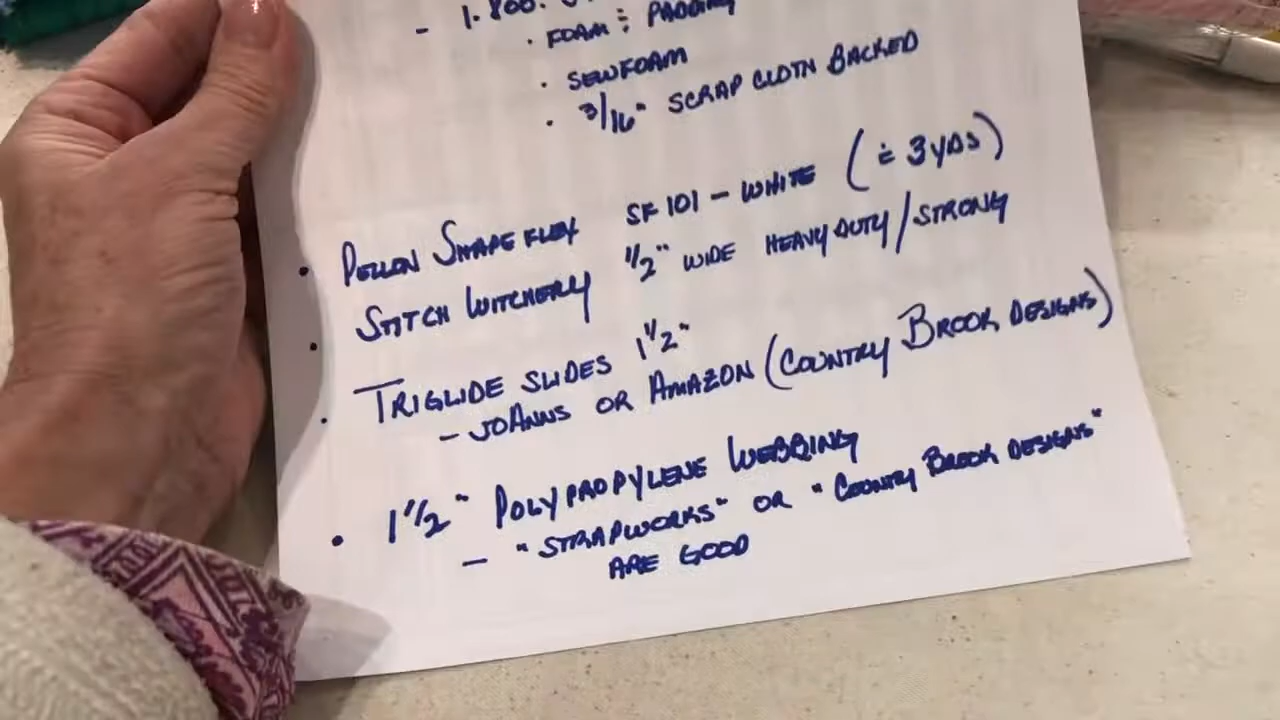 - 1.800.
· FOAM ÷ PADDING
· SEWFOAM
· 3/16" SCRAP CLOTH BACKED
• PELLON SHAPEFLEX SF 101 - WHITE (≐ 3 YDS)
• STITCH WITCHERY 1/2" WIDE HEAVY DUTY / STRONG
• TRIGLIDE SLIDES 1 1/2"
- JOANNS OR AMAZON (COUNTRY BROOK DESIGNS)
• 1 1/2" POLYPROPYLENE WEBBING
- "STRAPWORKS" OR "COUNTRY BROOK DESIGNS"
ARE GOOD